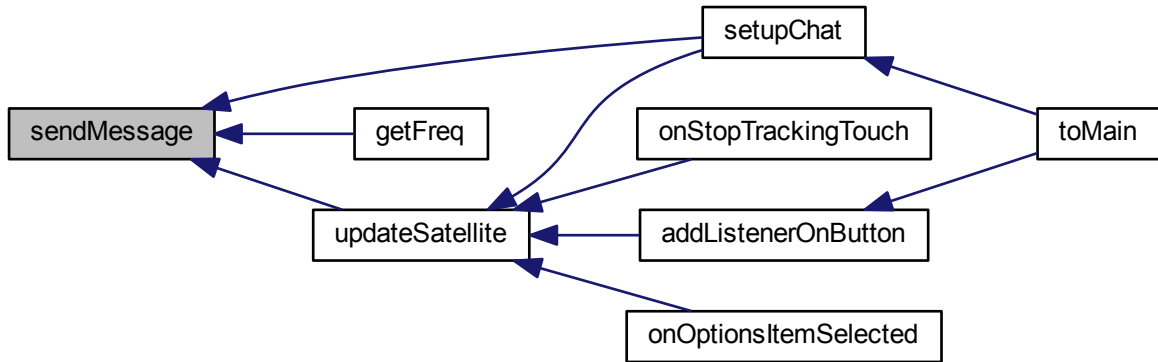 setupChat
sendMessage
getFreq
onStopTrackingTouch
toMain
updateSatellite
addListenerOnButton
onOptionsItemSelected